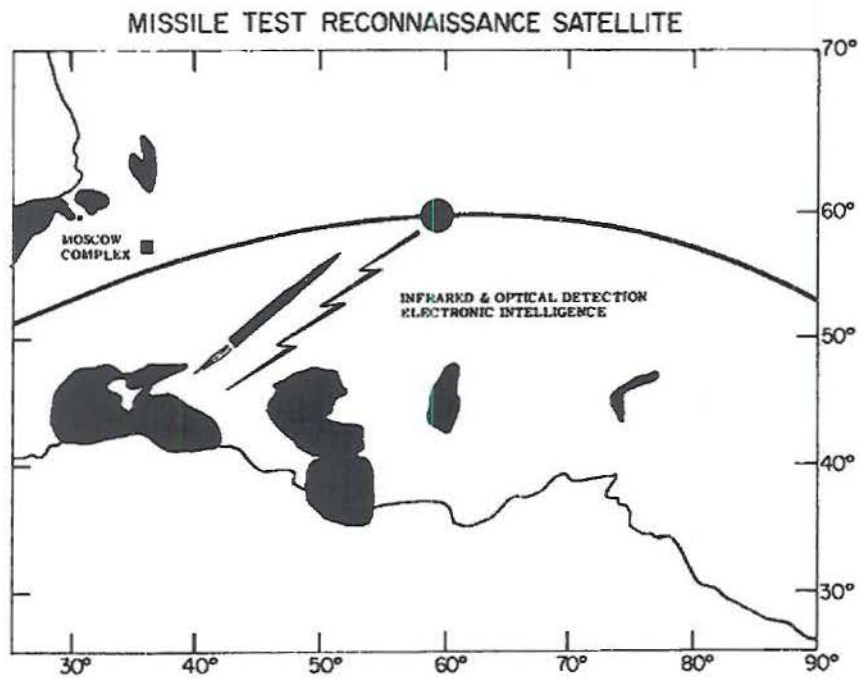 MISSILE TEST RECONNAISSANCE SATELLITE
70°
60°
MOSCOW
COMPLEX
INFRARED & OPTICAL DETECTION
ELECTRONIC INTELLIGENCE
50°
40°
30°
30°
40°
50°
60°
70°
80°
90°